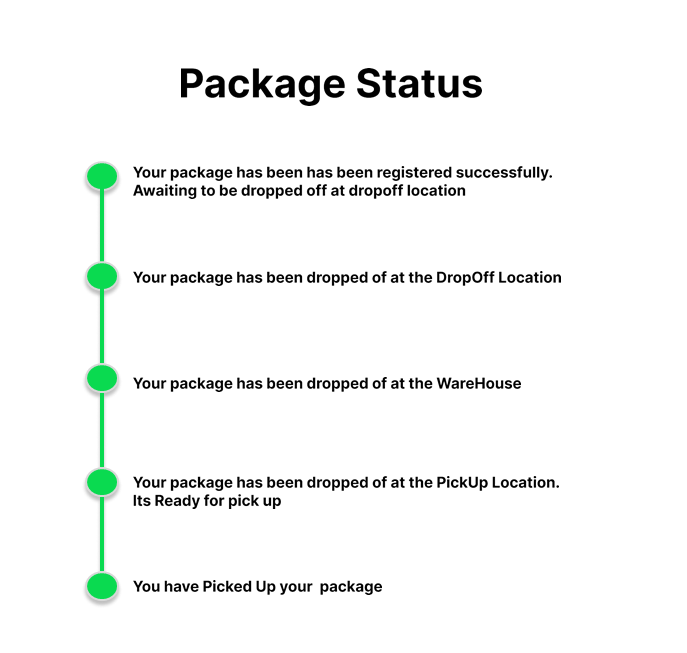 Package Status
Your package has been has been registered successfully.
Awaiting to be dropped off at dropoff location
Your package has been dropped of at the DropOff Location
Your package has been dropped of at the WareHouse
Your package has been dropped of at the PickUp Location.
Its Ready for pick up
You have Picked Up your  package